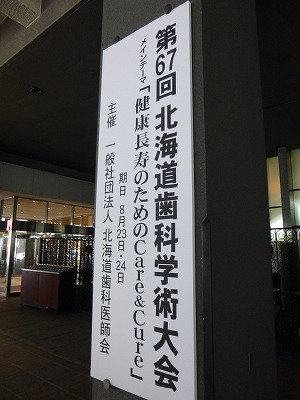 第67回 北海道歯科学術大会
メインテーマ「健康長寿のためのCare&Cure」
期日 8月23日・24日
主催 一般社団法人 北海道歯科医師会